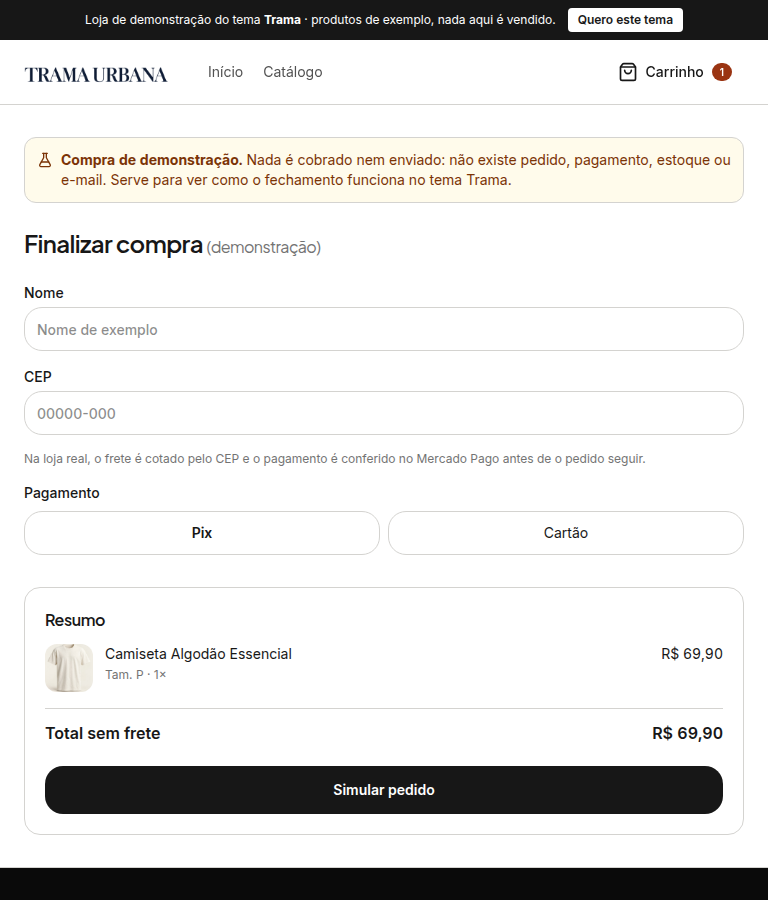 Loja de demonstração do tema Trama · produtos de exemplo, nada aqui é vendido. Quero este tema
TRAMA URBANA Início Catálogo Carrinho 1
Compra de demonstração. Nada é cobrado nem enviado: não existe pedido, pagamento, estoque ou
e-mail. Serve para ver como o fechamento funciona no tema Trama.
Finalizar compra (demonstração)
Nome
Nome de exemplo
CEP
00000-000
Na loja real, o frete é cotado pelo CEP e o pagamento é conferido no Mercado Pago antes de o pedido seguir.
Pagamento
Pix Cartão
Resumo
Camiseta Algodão Essencial R$ 69,90
Tam. P · 1×
Total sem frete R$ 69,90
Simular pedido